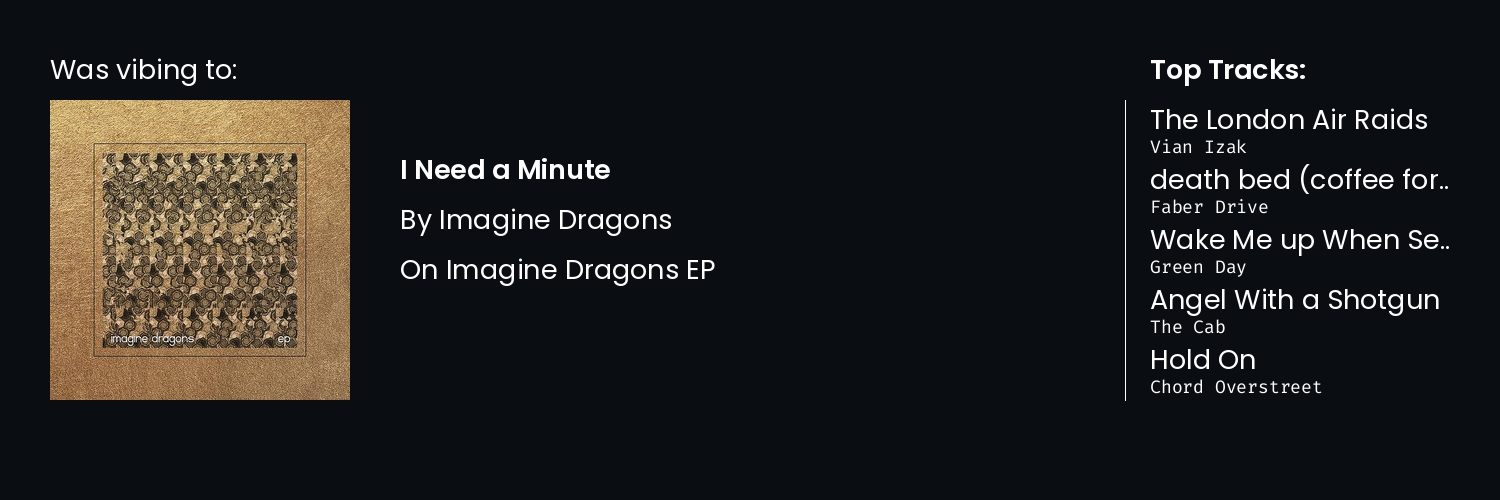 Was vibing to:
imagine dragons ep
I Need a Minute
By Imagine Dragons
On Imagine Dragons EP
Top Tracks:
The London Air Raids
Vian Izak
death bed (coffee for..
Faber Drive
Wake Me up When Se..
Green Day
Angel With a Shotgun
The Cab
Hold On
Chord Overstreet